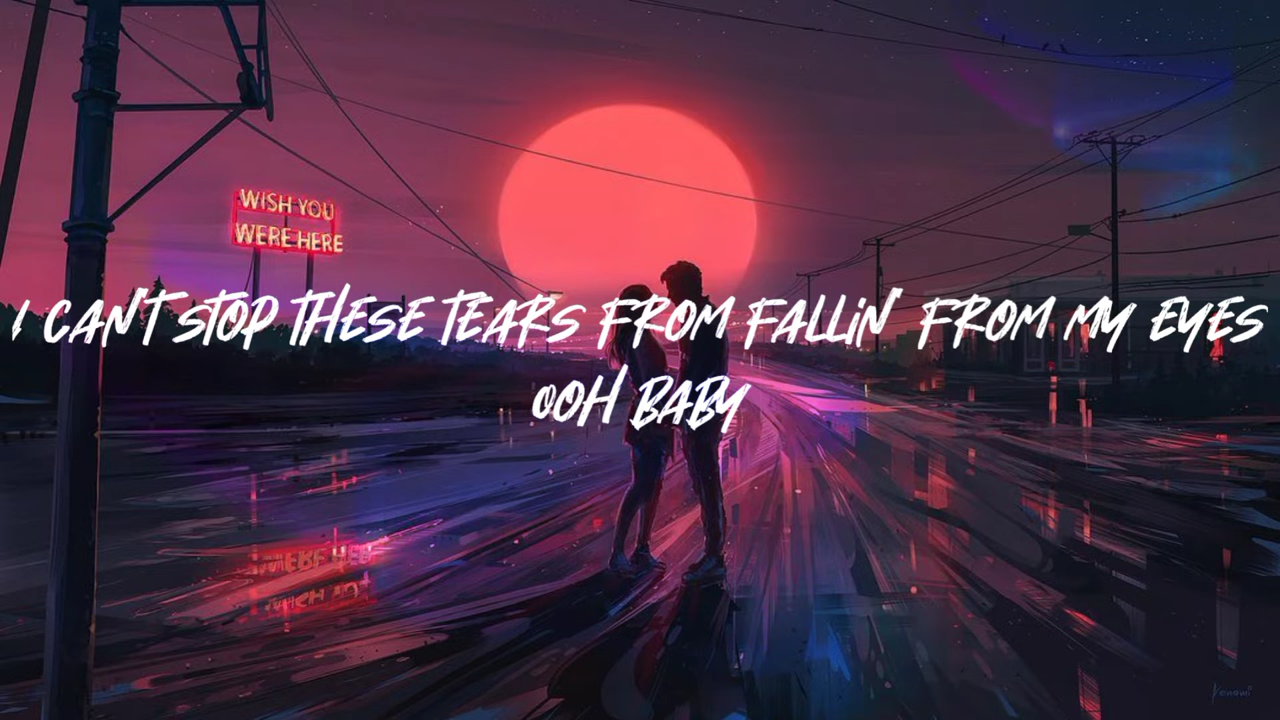 WISH YOU
WERE HERE
I CAN'T STOP THESE TEARS FROM FALLIN' FROM MY EYES
OOH BABY